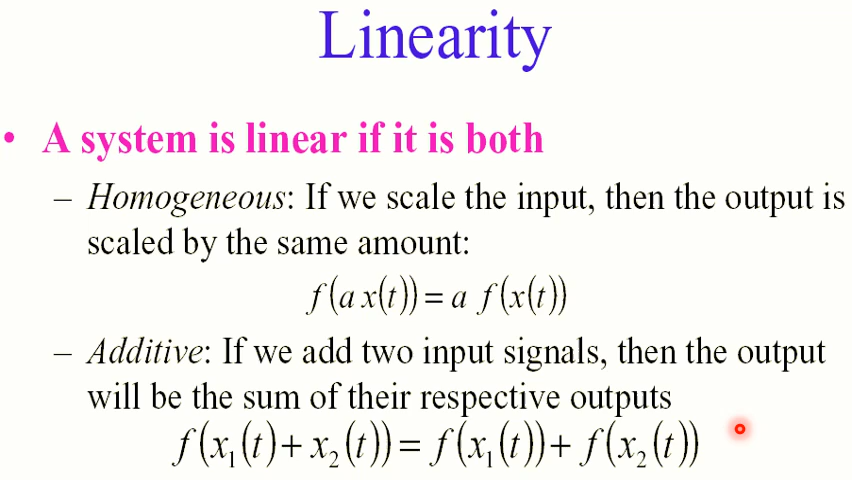 Linearity
• A system is linear if it is both
– Homogeneous: If we scale the input, then the output is
scaled by the same amount:
f(a x(t)) = a f(x(t))
– Additive: If we add two input signals, then the output
will be the sum of their respective outputs
f(x₁(t) + x₂(t)) = f(x₁(t)) + f(x₂(t))